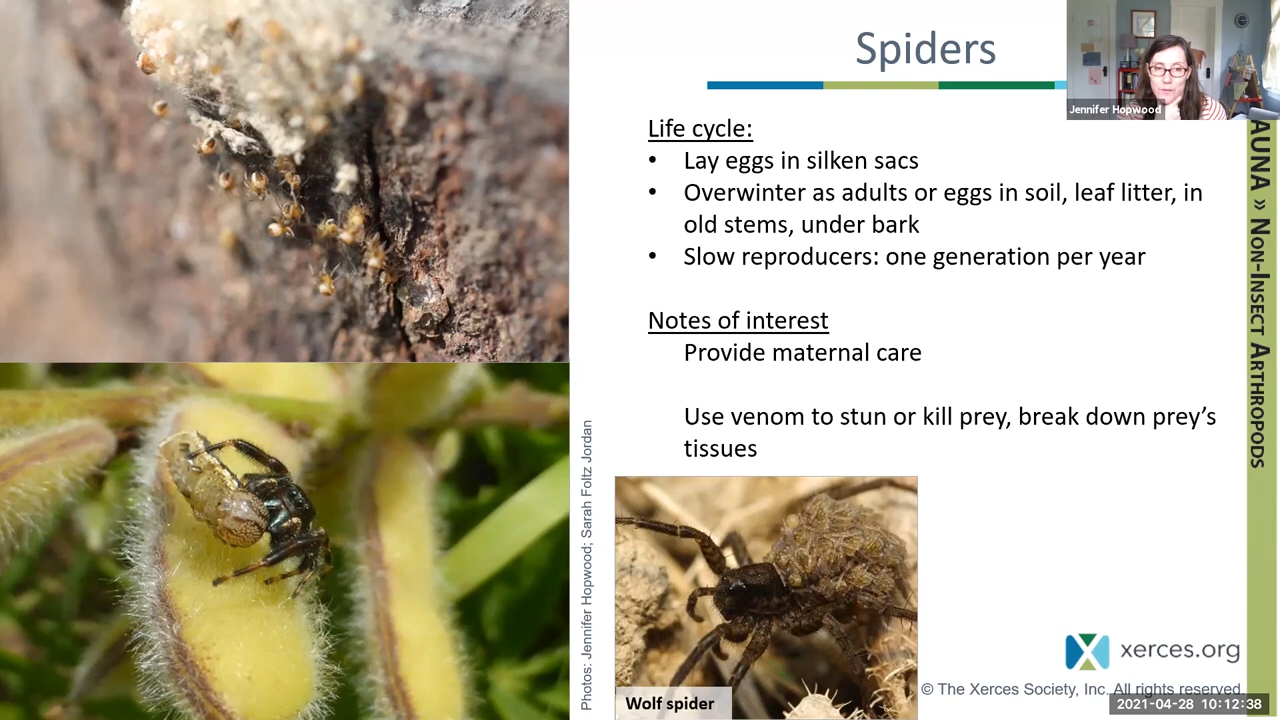 Spiders
Jennifer Hopwood
Life cycle:
• Lay eggs in silken sacs
• Overwinter as adults or eggs in soil, leaf litter, in
old stems, under bark
• Slow reproducers: one generation per year
Notes of interest
Provide maternal care
Use venom to stun or kill prey, break down prey’s
tissues
Photos: Jennifer Hopwood; Sarah Foltz Jordan
Wolf spider
xerces.org
© The Xerces Society, Inc. All rights reserved.
2021-04-28 10:12:38
AUNA » Non-Insect Arthropods